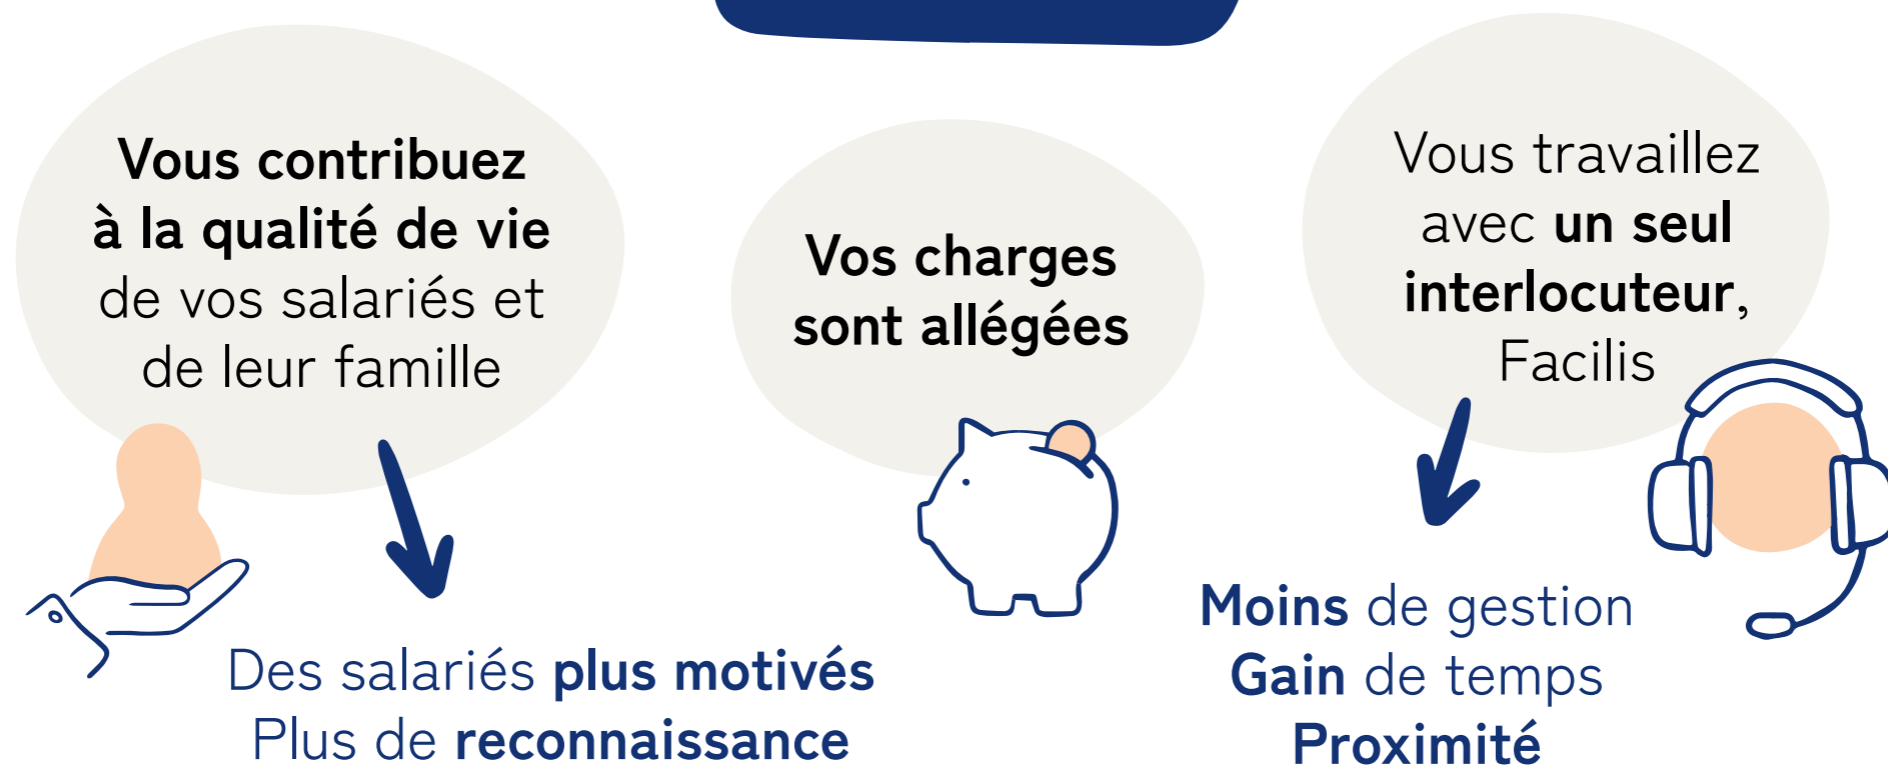 Vous contribuez
à la qualité de vie
de vos salariés et
de leur famille
Des salariés plus motivés
Plus de reconnaissance
Vos charges
sont allégées
Vous travaillez
avec un seul
interlocuteur,
Facilis
Moins de gestion
Gain de temps
Proximité